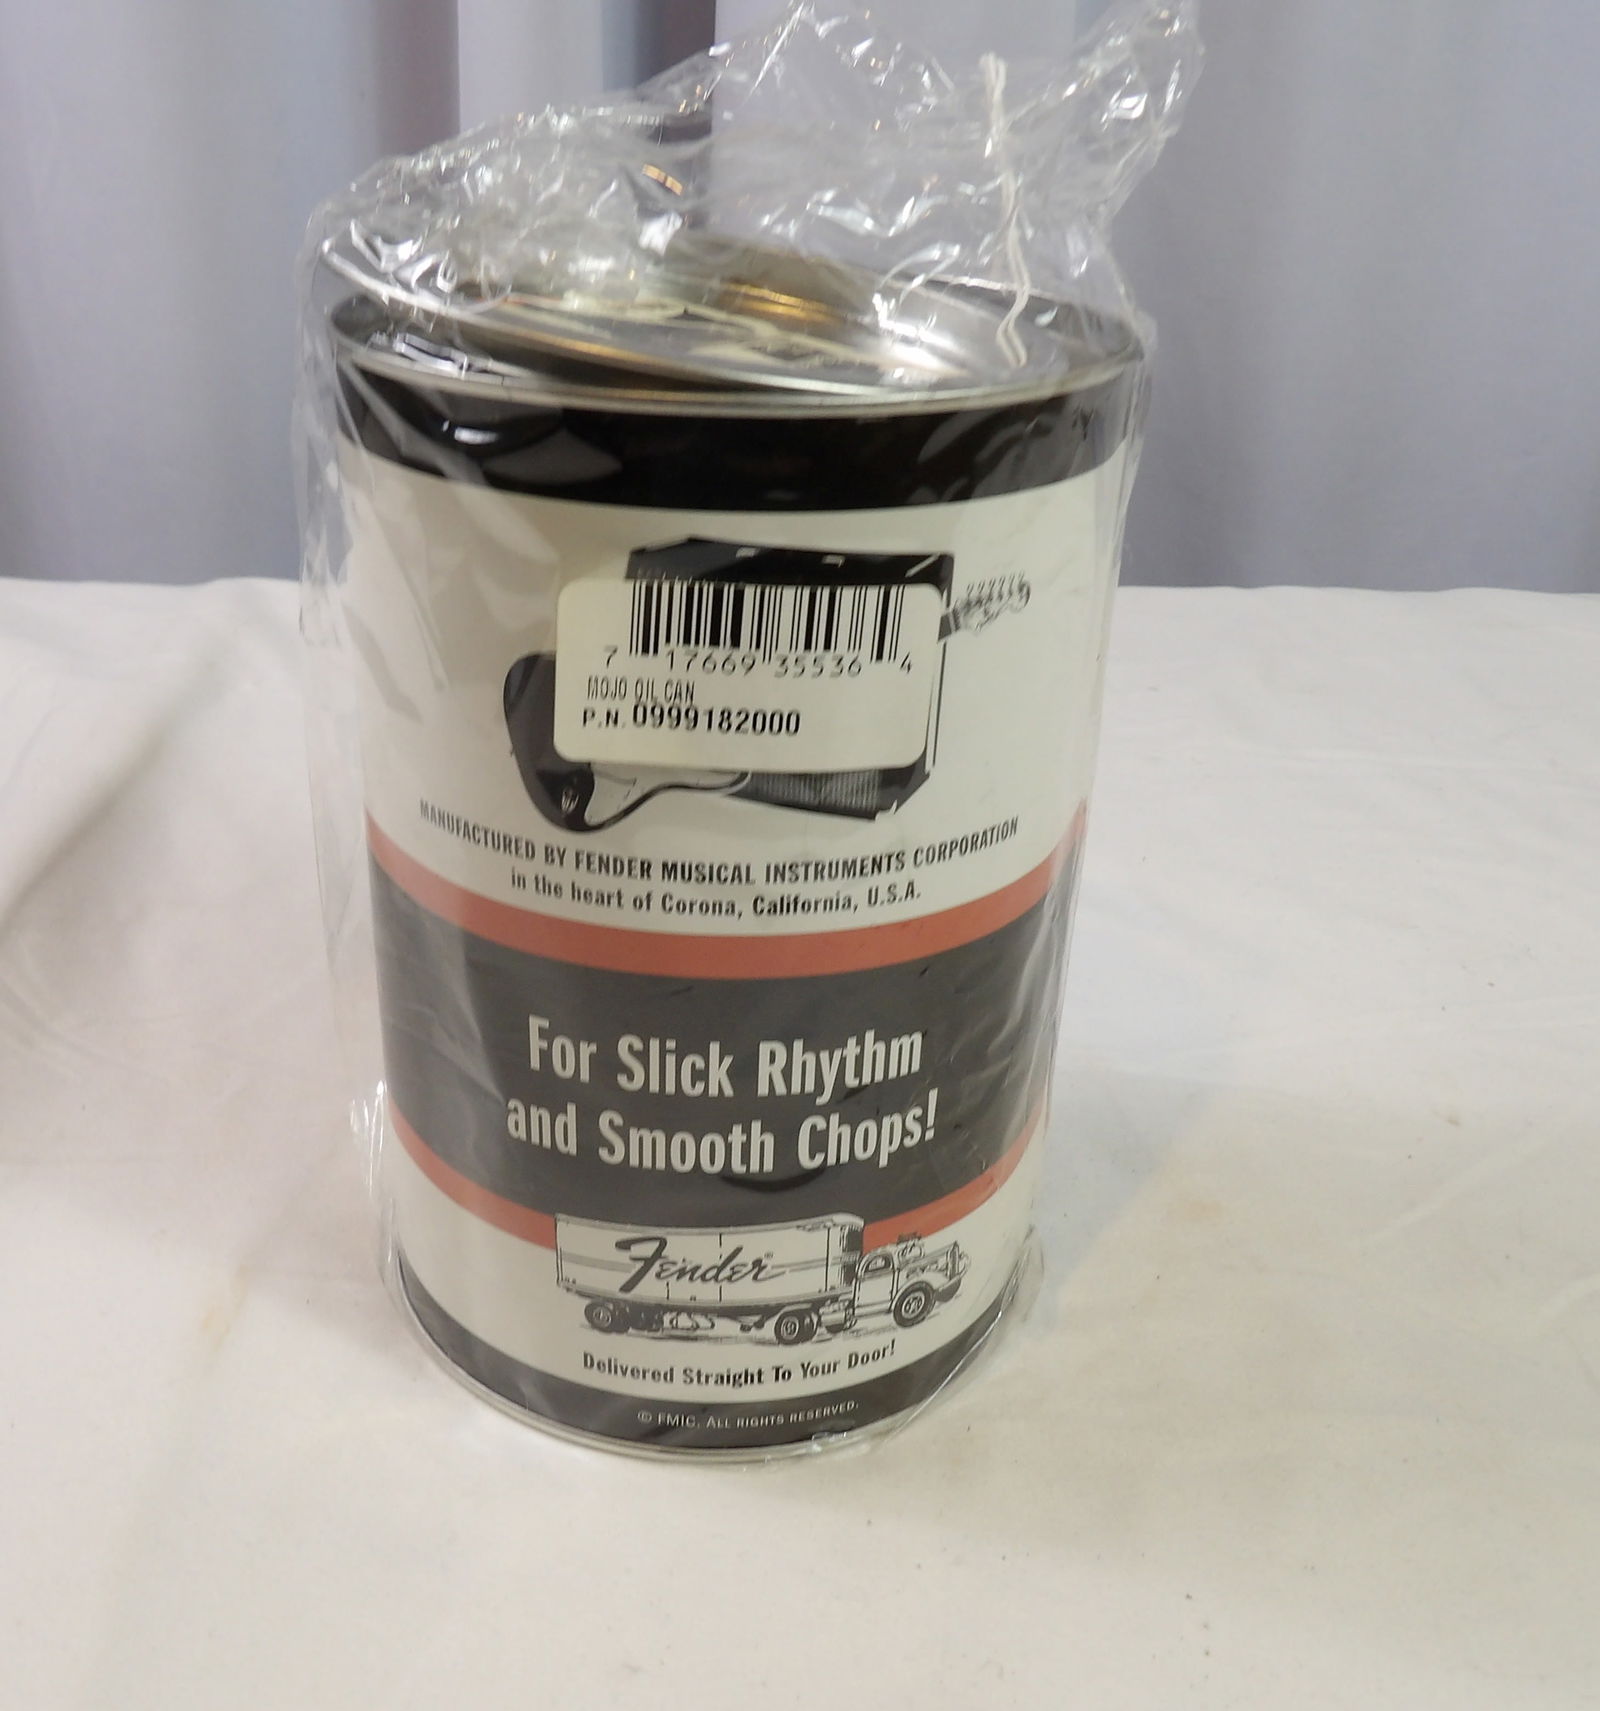 7 17669 35536 4
MOJO OIL CAN
P.N. 0999182000
MANUFACTURED BY FENDER MUSICAL INSTRUMENTS CORPORATION
in the heart of Corona, California, U.S.A.
For Slick Rhythm
and Smooth Chops!
Fender®
Delivered Straight To Your Door!
© FMIC. ALL RIGHTS RESERVED.